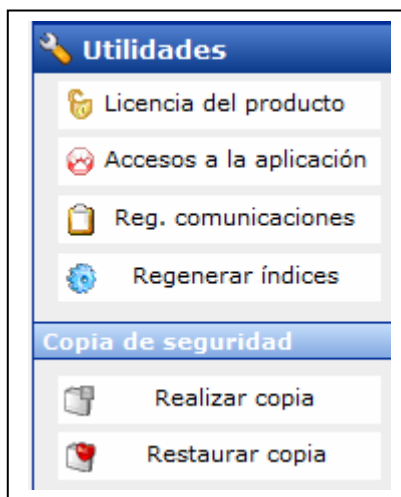 Utilidades
Licencia del producto
Accesos a la aplicación
Reg. comunicaciones
Regenerar índices
Copia de seguridad
Realizar copia
Restaurar copia